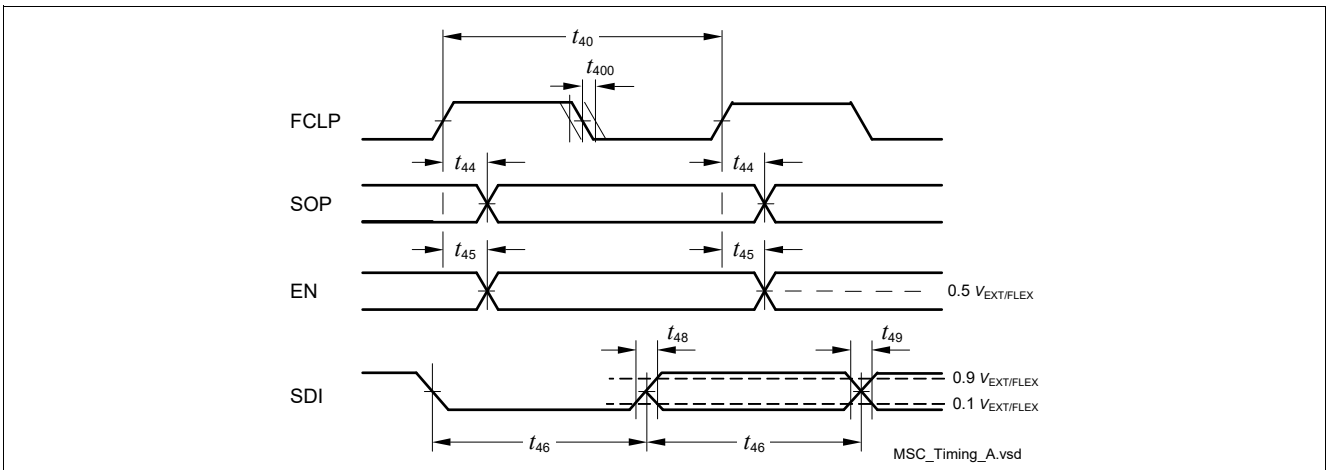 t40
t400
FCLP
t44 t44
SOP
t45 t45
EN
0.5 VEXT/FLEX
t48 t49
0.9 VEXT/FLEX
SDI
0.1 VEXT/FLEX
t46 t46
MSC_Timing_A.vsd